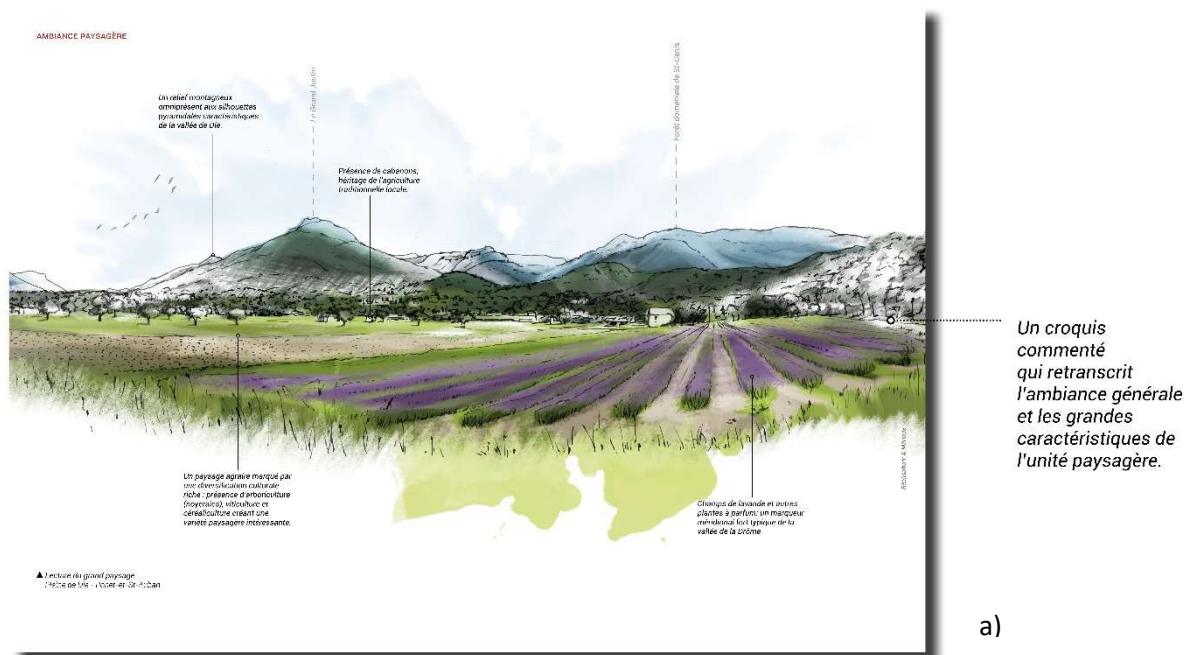 AMBIANCE PAYSAGÈRE
Un relief montagneux
omniprésent aux silhouettes
pyramidales caractéristiques
de la vallée de Die.
Le Grand Justin
Présence de cabanons,
héritage de l'agriculture
traditionnelle locale.
Forêt domaniale de St-Denis
Un croquis
commenté
qui retranscrit
l'ambiance générale
et les grandes
caractéristiques de
l'unité paysagère.
Un paysage agraire marqué par
une diversification culturale
riche : présence d'arboriculture
(noyeraies), viticulture et
céréaliculture créant une
variété paysagère intéressante.
Champs de lavande et autres
plantes à parfum: un marqueur
méridional fort typique de la
vallée de la Drôme
▲ Lecture du grand paysage
Plaine de Die -
a)